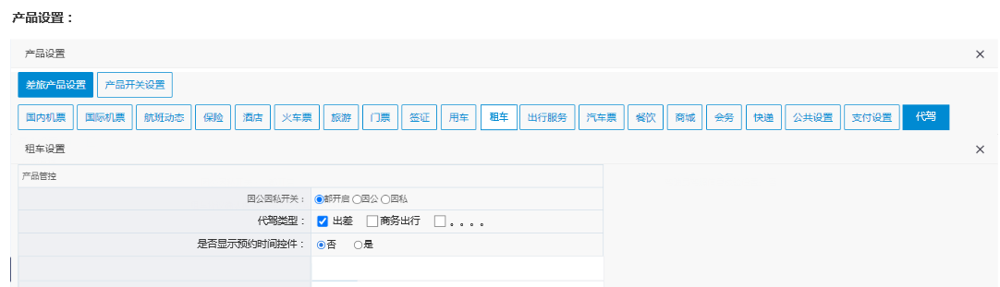 产品设置：
产品设置
差旅产品设置 产品开关设置
国内机票 国际机票 航班动态 保险 酒店 火车票 旅游 门票 签证 用车 租车 出行服务 汽车票 餐饮 商城 会务 快递 公共设置 支付设置 代驾
租车设置
产品管控
因公因私开关： 都开启 因公 因私
代驾类型： 出差 商务出行 。。。。
是否显示预约时间控件： 否 是